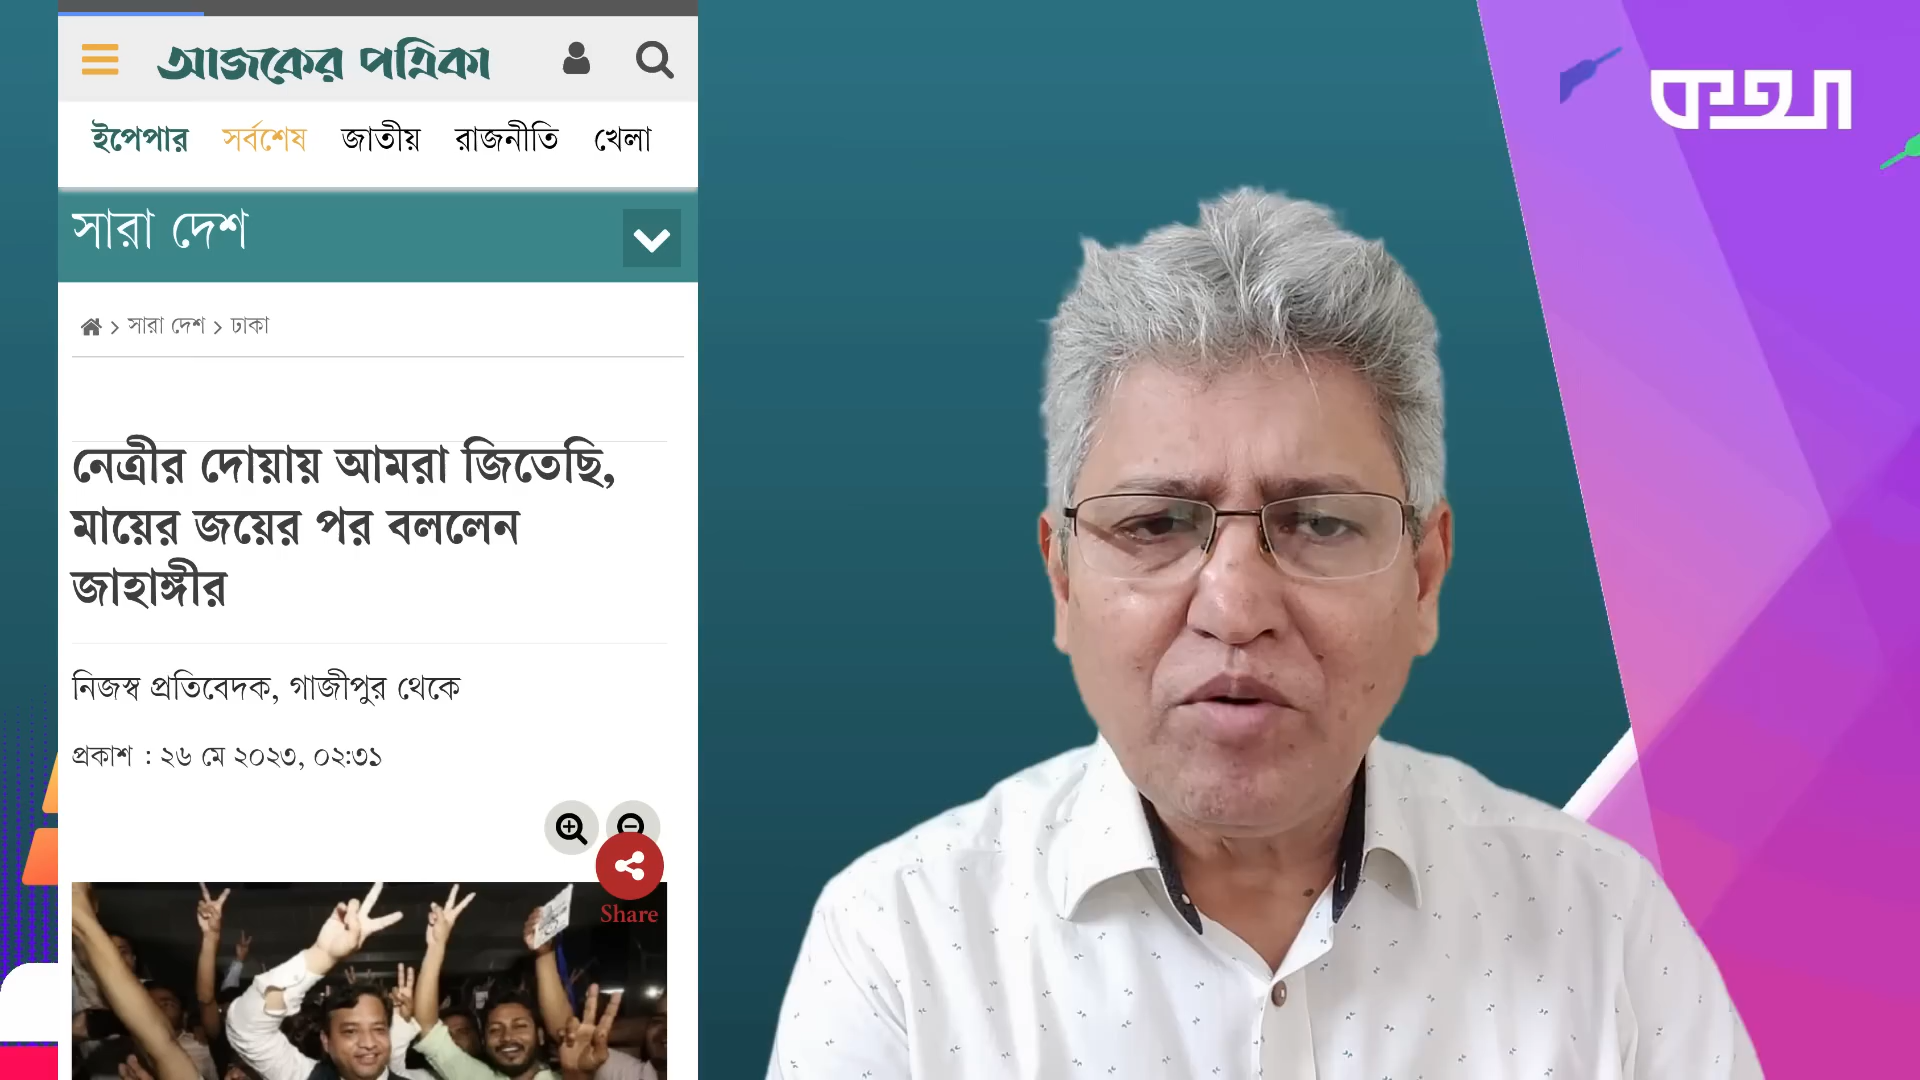 আজকের পত্রিকা
ইপেপার সর্বশেষ জাতীয় রাজনীতি খেলা
সারা দেশ
সারা দেশ > ঢাকা
নেত্রীর দোয়ায় আমরা জিতেছি,
মায়ের জয়ের পর বললেন
জাহাঙ্গীর
নিজস্ব প্রতিবেদক, গাজীপুর থেকে
প্রকাশ : ২৬ মে ২০২৩, ০২:৩১
Share